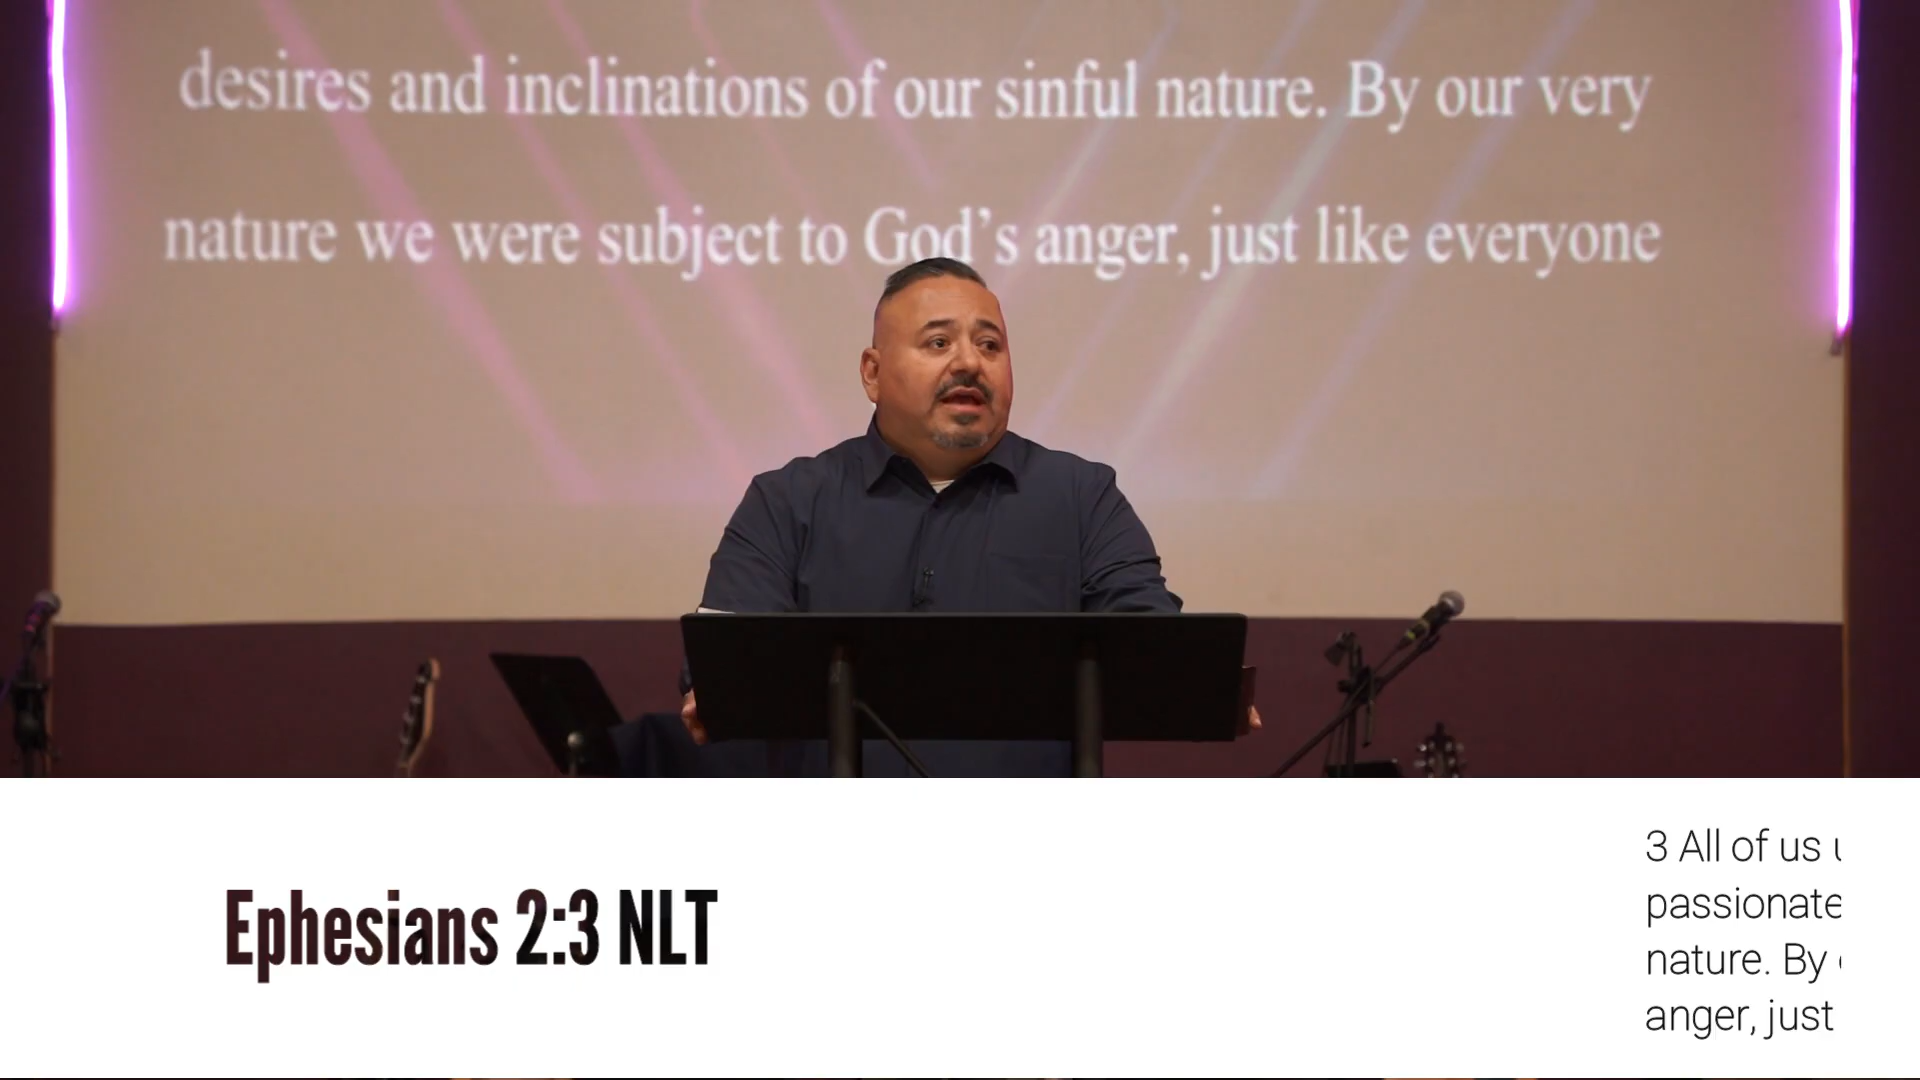 desires and inclinations of our sinful nature. By our very
nature we were subject to God's anger, just like everyone
Ephesians 2:3 NLT
3 All of us
passionate
nature. By
anger, just